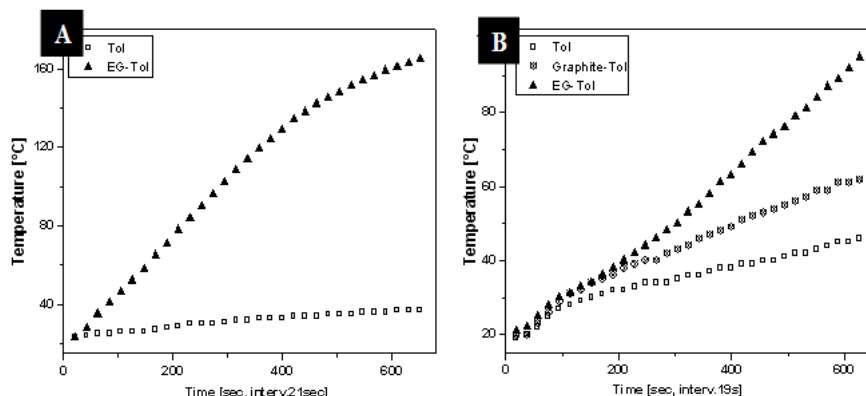 A
Tol
EG-Tol
160
120
80
40
0 200 400 600
Temperature [°C]
Time [sec, interv.21sec]
B
Tol
Graphite-Tol
EG-Tol
80
60
40
20
0 200 400 600
Temperature [°C]
Time [sec, interv.19s]